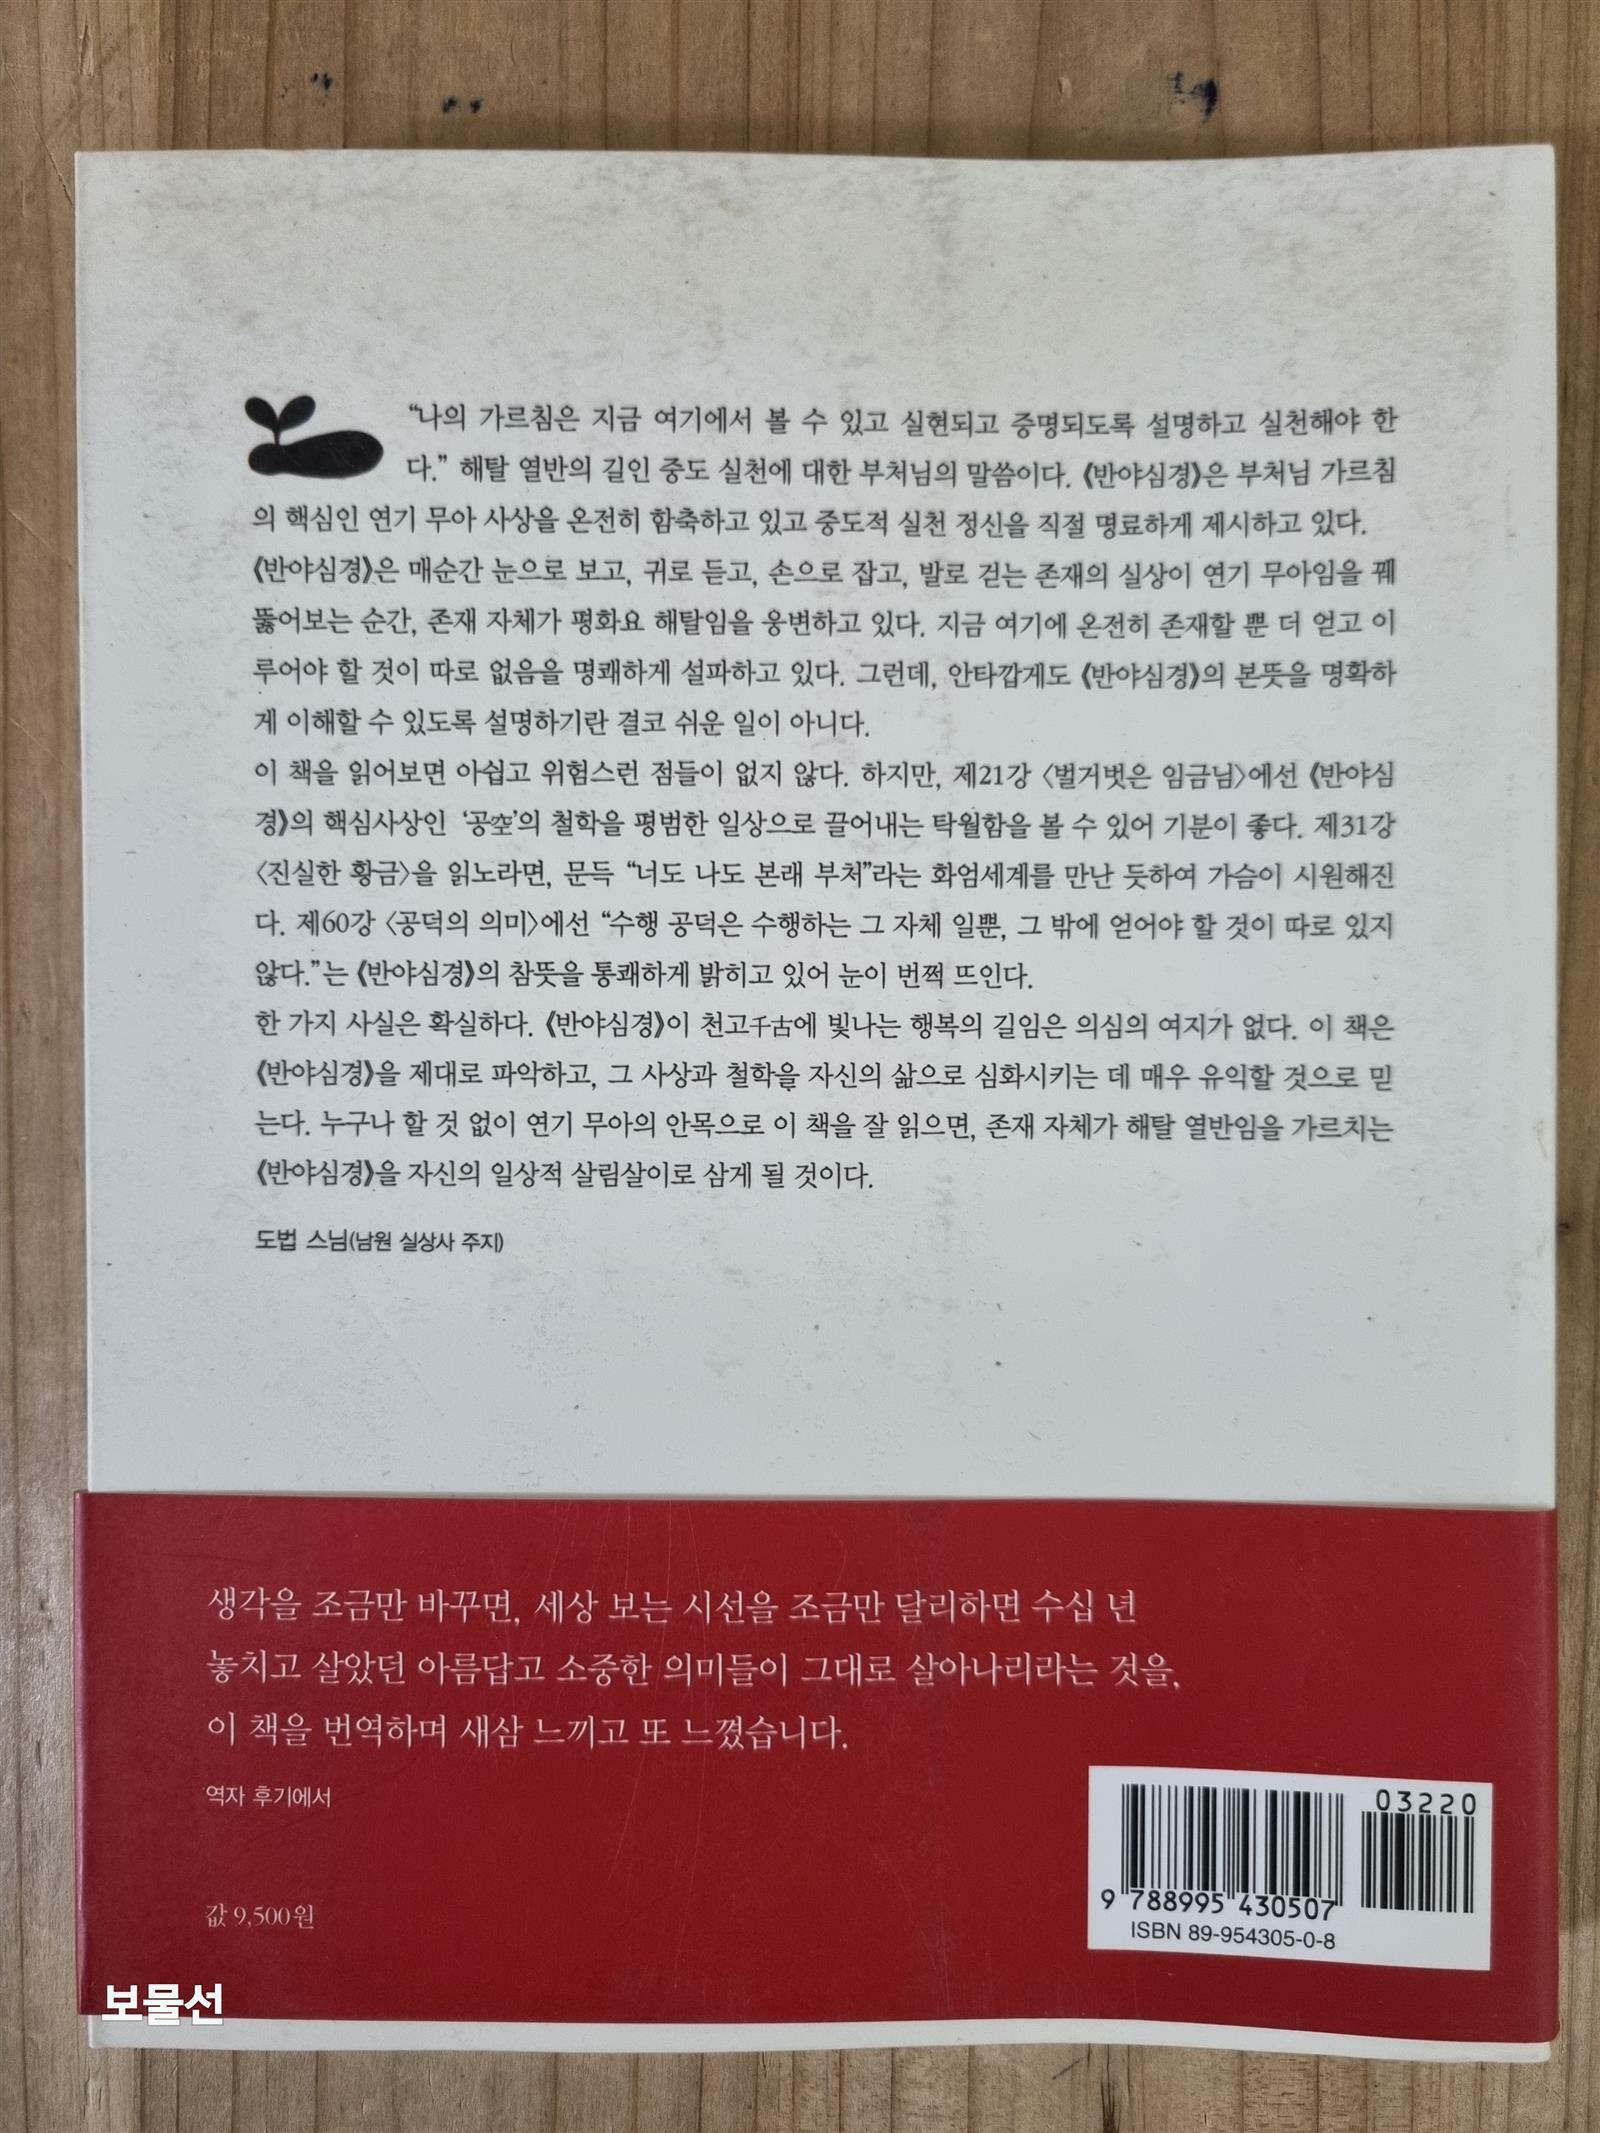 “나의 가르침은 지금 여기에서 볼 수 있고 실현되고 증명되도록 설명하고 실천해야 한
다.” 해탈 열반의 길인 중도 실천에 대한 부처님의 말씀이다. 《반야심경》은 부처님 가르침
의 핵심인 연기 무아 사상을 온전히 함축하고 있고 중도적 실천 정신을 직절 명료하게 제시하고 있다.
《반야심경》은 매순간 눈으로 보고, 귀로 듣고, 손으로 잡고, 발로 걷는 존재의 실상이 연기 무아임을 꿰
뚫어보는 순간, 존재 자체가 평화요 해탈임을 웅변하고 있다. 지금 여기에 온전히 존재할 뿐 더 얻고 이
루어야 할 것이 따로 없음을 명쾌하게 설파하고 있다. 그런데, 안타깝게도 《반야심경》의 본뜻을 명확하
게 이해할 수 있도록 설명하기란 결코 쉬운 일이 아니다.
이 책을 읽어보면 아쉽고 위험스런 점들이 없지 않다. 하지만, 제21강 〈벌거벗은 임금님〉에선 《반야심
경》의 핵심사상인 ‘공空’의 철학을 평범한 일상으로 끌어내는 탁월함을 볼 수 있어 기분이 좋다. 제31강
〈진실한 황금〉을 읽노라면, 문득 “너도 나도 본래 부처”라는 화엄세계를 만난 듯하여 가슴이 시원해진
다. 제60강 〈공덕의 의미〉에선 “수행 공덕은 수행하는 그 자체 일뿐, 그 밖에 얻어야 할 것이 따로 있지
않다.”는 《반야심경》의 참뜻을 통쾌하게 밝히고 있어 눈이 번쩍 뜨인다.
한 가지 사실은 확실하다. 《반야심경》이 천고千古에 빛나는 행복의 길임은 의심의 여지가 없다. 이 책은
《반야심경》을 제대로 파악하고, 그 사상과 철학을 자신의 삶으로 심화시키는 데 매우 유익할 것으로 믿
는다. 누구나 할 것 없이 연기 무아의 안목으로 이 책을 잘 읽으면, 존재 자체가 해탈 열반임을 가르치는
《반야심경》을 자신의 일상적 살림살이로 삼게 될 것이다.
도법 스님(남원 실상사 주지)
생각을 조금만 바꾸면, 세상 보는 시선을 조금만 달리하면 수십 년
놓치고 살았던 아름답고 소중한 의미들이 그대로 살아나리라는 것을,
이 책을 번역하며 새삼 느끼고 또 느꼈습니다.
역자 후기에서
값 9,500원
03220
9 788995 430507
ISBN 89-954305-0-8
보물선